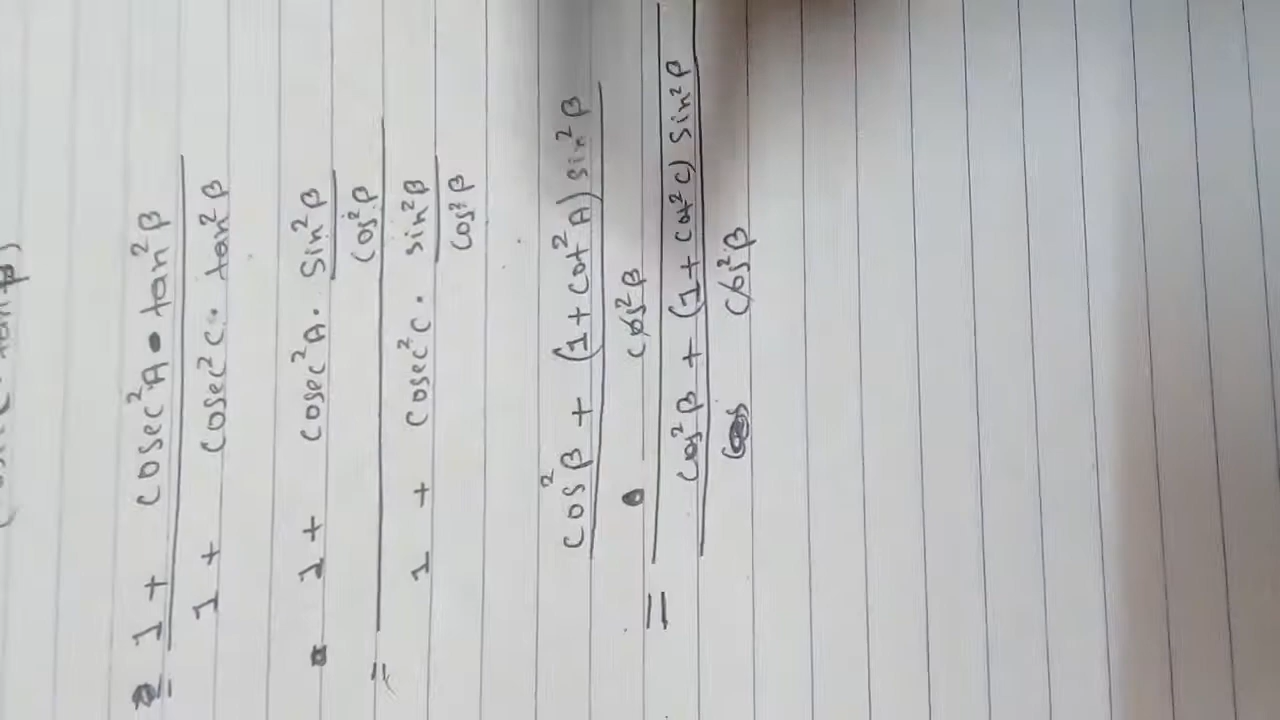 = 1 + cosec²A · tan²β
1 + cosec²C · tan²β
1 + cosec²A · sin²β
cos²β
=
1 + cosec²C · sin²β
cos²β
cos²β + (1 + cot²A) sin²β
cos²β
=
cos²β + (1 + cot²C) sin²β
cos²β